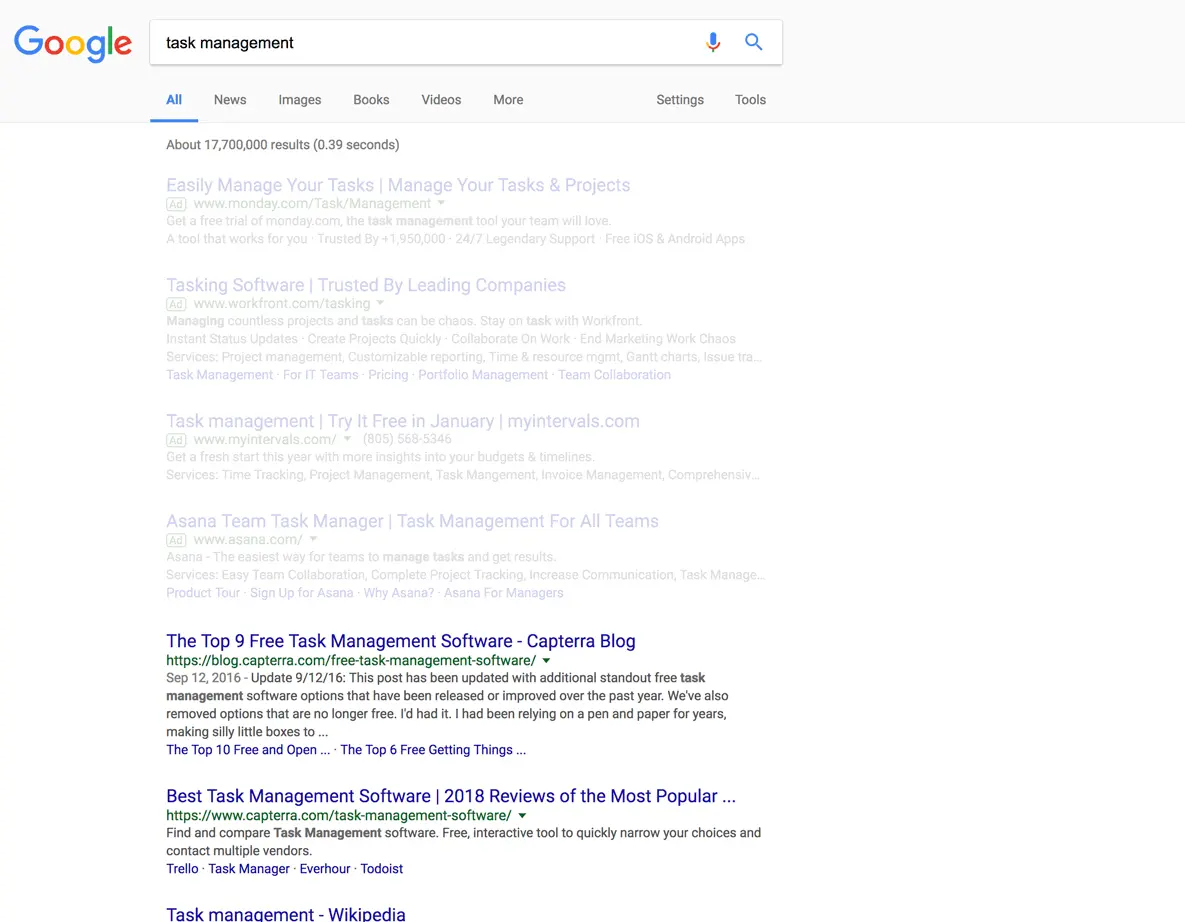 Google
task management
All News Images Books Videos More Settings Tools
About 17,700,000 results (0.39 seconds)
Easily Manage Your Tasks | Manage Your Tasks & Projects
Ad www.monday.com/Task/Management
Get a free trial of monday.com, the task management tool your team will love.
A tool that works for you · Trusted By +1,950,000 · 24/7 Legendary Support · Free iOS & Android Apps
Tasking Software | Trusted By Leading Companies
Ad www.workfront.com/tasking
Managing countless projects and tasks can be chaos. Stay on task with Workfront.
Instant Status Updates · Create Projects Quickly · Collaborate On Work · End Marketing Work Chaos
Services: Project management, Customizable reporting, Time & resource mgmt, Gantt charts, Issue tra...
Task Management · For IT Teams · Pricing · Portfolio Management · Team Collaboration
Task management | Try It Free in January | myintervals.com
Ad www.myintervals.com/ (805) 568-5346
Get a fresh start this year with more insights into your budgets & timelines.
Services: Time Tracking, Project Management, Task Mangement, Invoice Management, Comprehensiv...
Asana Team Task Manager | Task Management For All Teams
Ad www.asana.com/
Asana - The easiest way for teams to manage tasks and get results.
Services: Easy Team Collaboration, Complete Project Tracking, Increase Communication, Task Manage...
Product Tour · Sign Up for Asana · Why Asana? · Asana For Managers
The Top 9 Free Task Management Software - Capterra Blog
https://blog.capterra.com/free-task-management-software/
Sep 12, 2016 - Update 9/12/16: This post has been updated with additional standout free task
management software options that have been released or improved over the past year. We've also
removed options that are no longer free. I'd had it. I had been relying on a pen and paper for years,
making silly little boxes to ...
The Top 10 Free and Open ... · The Top 6 Free Getting Things ...
Best Task Management Software | 2018 Reviews of the Most Popular ...
https://www.capterra.com/task-management-software/
Find and compare Task Management software. Free, interactive tool to quickly narrow your choices and
contact multiple vendors.
Trello · Task Manager · Everhour · Todoist
Task management - Wikipedia